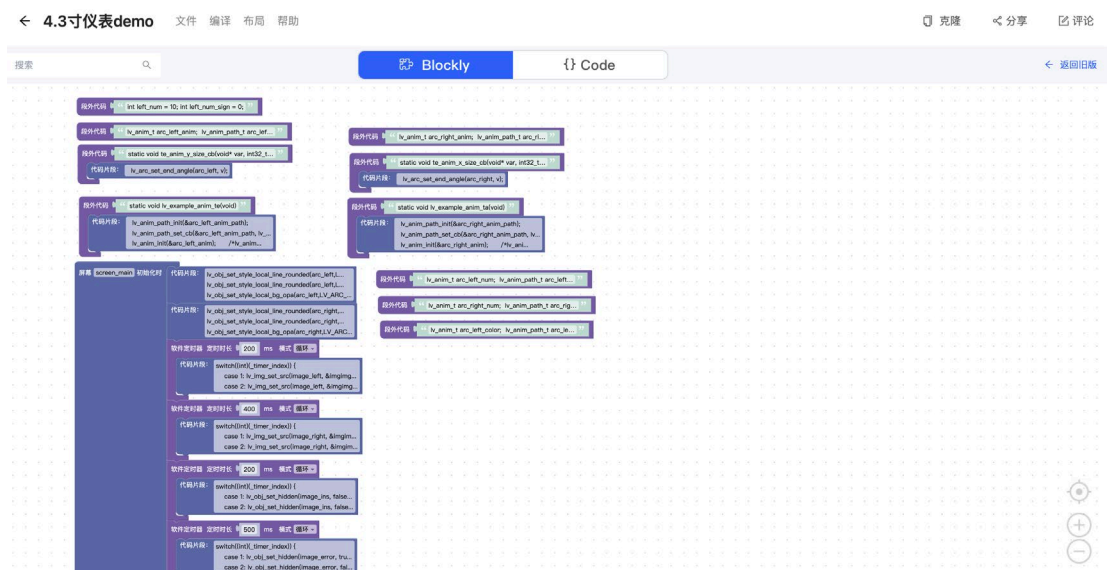 ← 4.3寸仪表demo 文件 编译 布局 帮助 克隆 分享 评论
搜索 Blockly {} Code ← 返回旧版
段外代码 “ int left_num = 10; int left_num_sign = 0; ”
段外代码 “ lv_anim_t arc_left_anim; lv_anim_path_t arc_lef... ”
段外代码 “ static void te_anim_y_size_cb(void* var, int32_t... ”
代码片段: lv_arc_set_end_angle(arc_left, v);
段外代码 “ static void lv_example_anim_te(void) ”
代码片段: lv_anim_path_init(&arc_left_anim_path);
lv_anim_path_set_cb(&arc_left_anim_path, lv_...
lv_anim_init(&arc_left_anim); /*lv_anim...
段外代码 “ lv_anim_t arc_right_anim; lv_anim_path_t arc_ri... ”
段外代码 “ static void te_anim_x_size_cb(void* var, int32_t... ”
代码片段: lv_arc_set_end_angle(arc_right, v);
段外代码 “ static void lv_example_anim_ta(void) ”
代码片段: lv_anim_path_init(&arc_right_anim_path);
lv_anim_path_set_cb(&arc_right_anim_path, lv...
lv_anim_init(&arc_right_anim); /*lv_ani...
屏幕 screen_main 初始化时 代码片段: lv_obj_set_style_local_line_rounded(arc_left,L...
lv_obj_set_style_local_line_rounded(arc_left,L...
lv_obj_set_style_local_bg_opa(arc_left,LV_ARC_...
代码片段: lv_obj_set_style_local_line_rounded(arc_right,...
lv_obj_set_style_local_line_rounded(arc_right,...
lv_obj_set_style_local_bg_opa(arc_right,LV_ARC...
软件定时器 定时时长 200 ms 模式 循环
代码片段: switch((int)(_timer_index)) {
case 1: lv_img_set_src(image_left, &imgimg...
case 2: lv_img_set_src(image_left, &imgimg...
软件定时器 定时时长 400 ms 模式 循环
代码片段: switch((int)(_timer_index)) {
case 1: lv_img_set_src(image_right, &imgim...
case 2: lv_img_set_src(image_right, &imgim...
软件定时器 定时时长 200 ms 模式 循环
代码片段: switch((int)(_timer_index)) {
case 1: lv_obj_set_hidden(image_ins, false...
case 2: lv_obj_set_hidden(image_ins, false...
软件定时器 定时时长 500 ms 模式 循环
代码片段: switch((int)(_timer_index)) {
case 1: lv_obj_set_hidden(image_error, tru...
case 2: lv_obj_set_hidden(image_error, fal...
段外代码 “ lv_anim_t arc_left_num; lv_anim_path_t arc_left... ”
段外代码 “ lv_anim_t arc_right_num; lv_anim_path_t arc_rig... ”
段外代码 “ lv_anim_t arc_left_color; lv_anim_path_t arc_le... ”